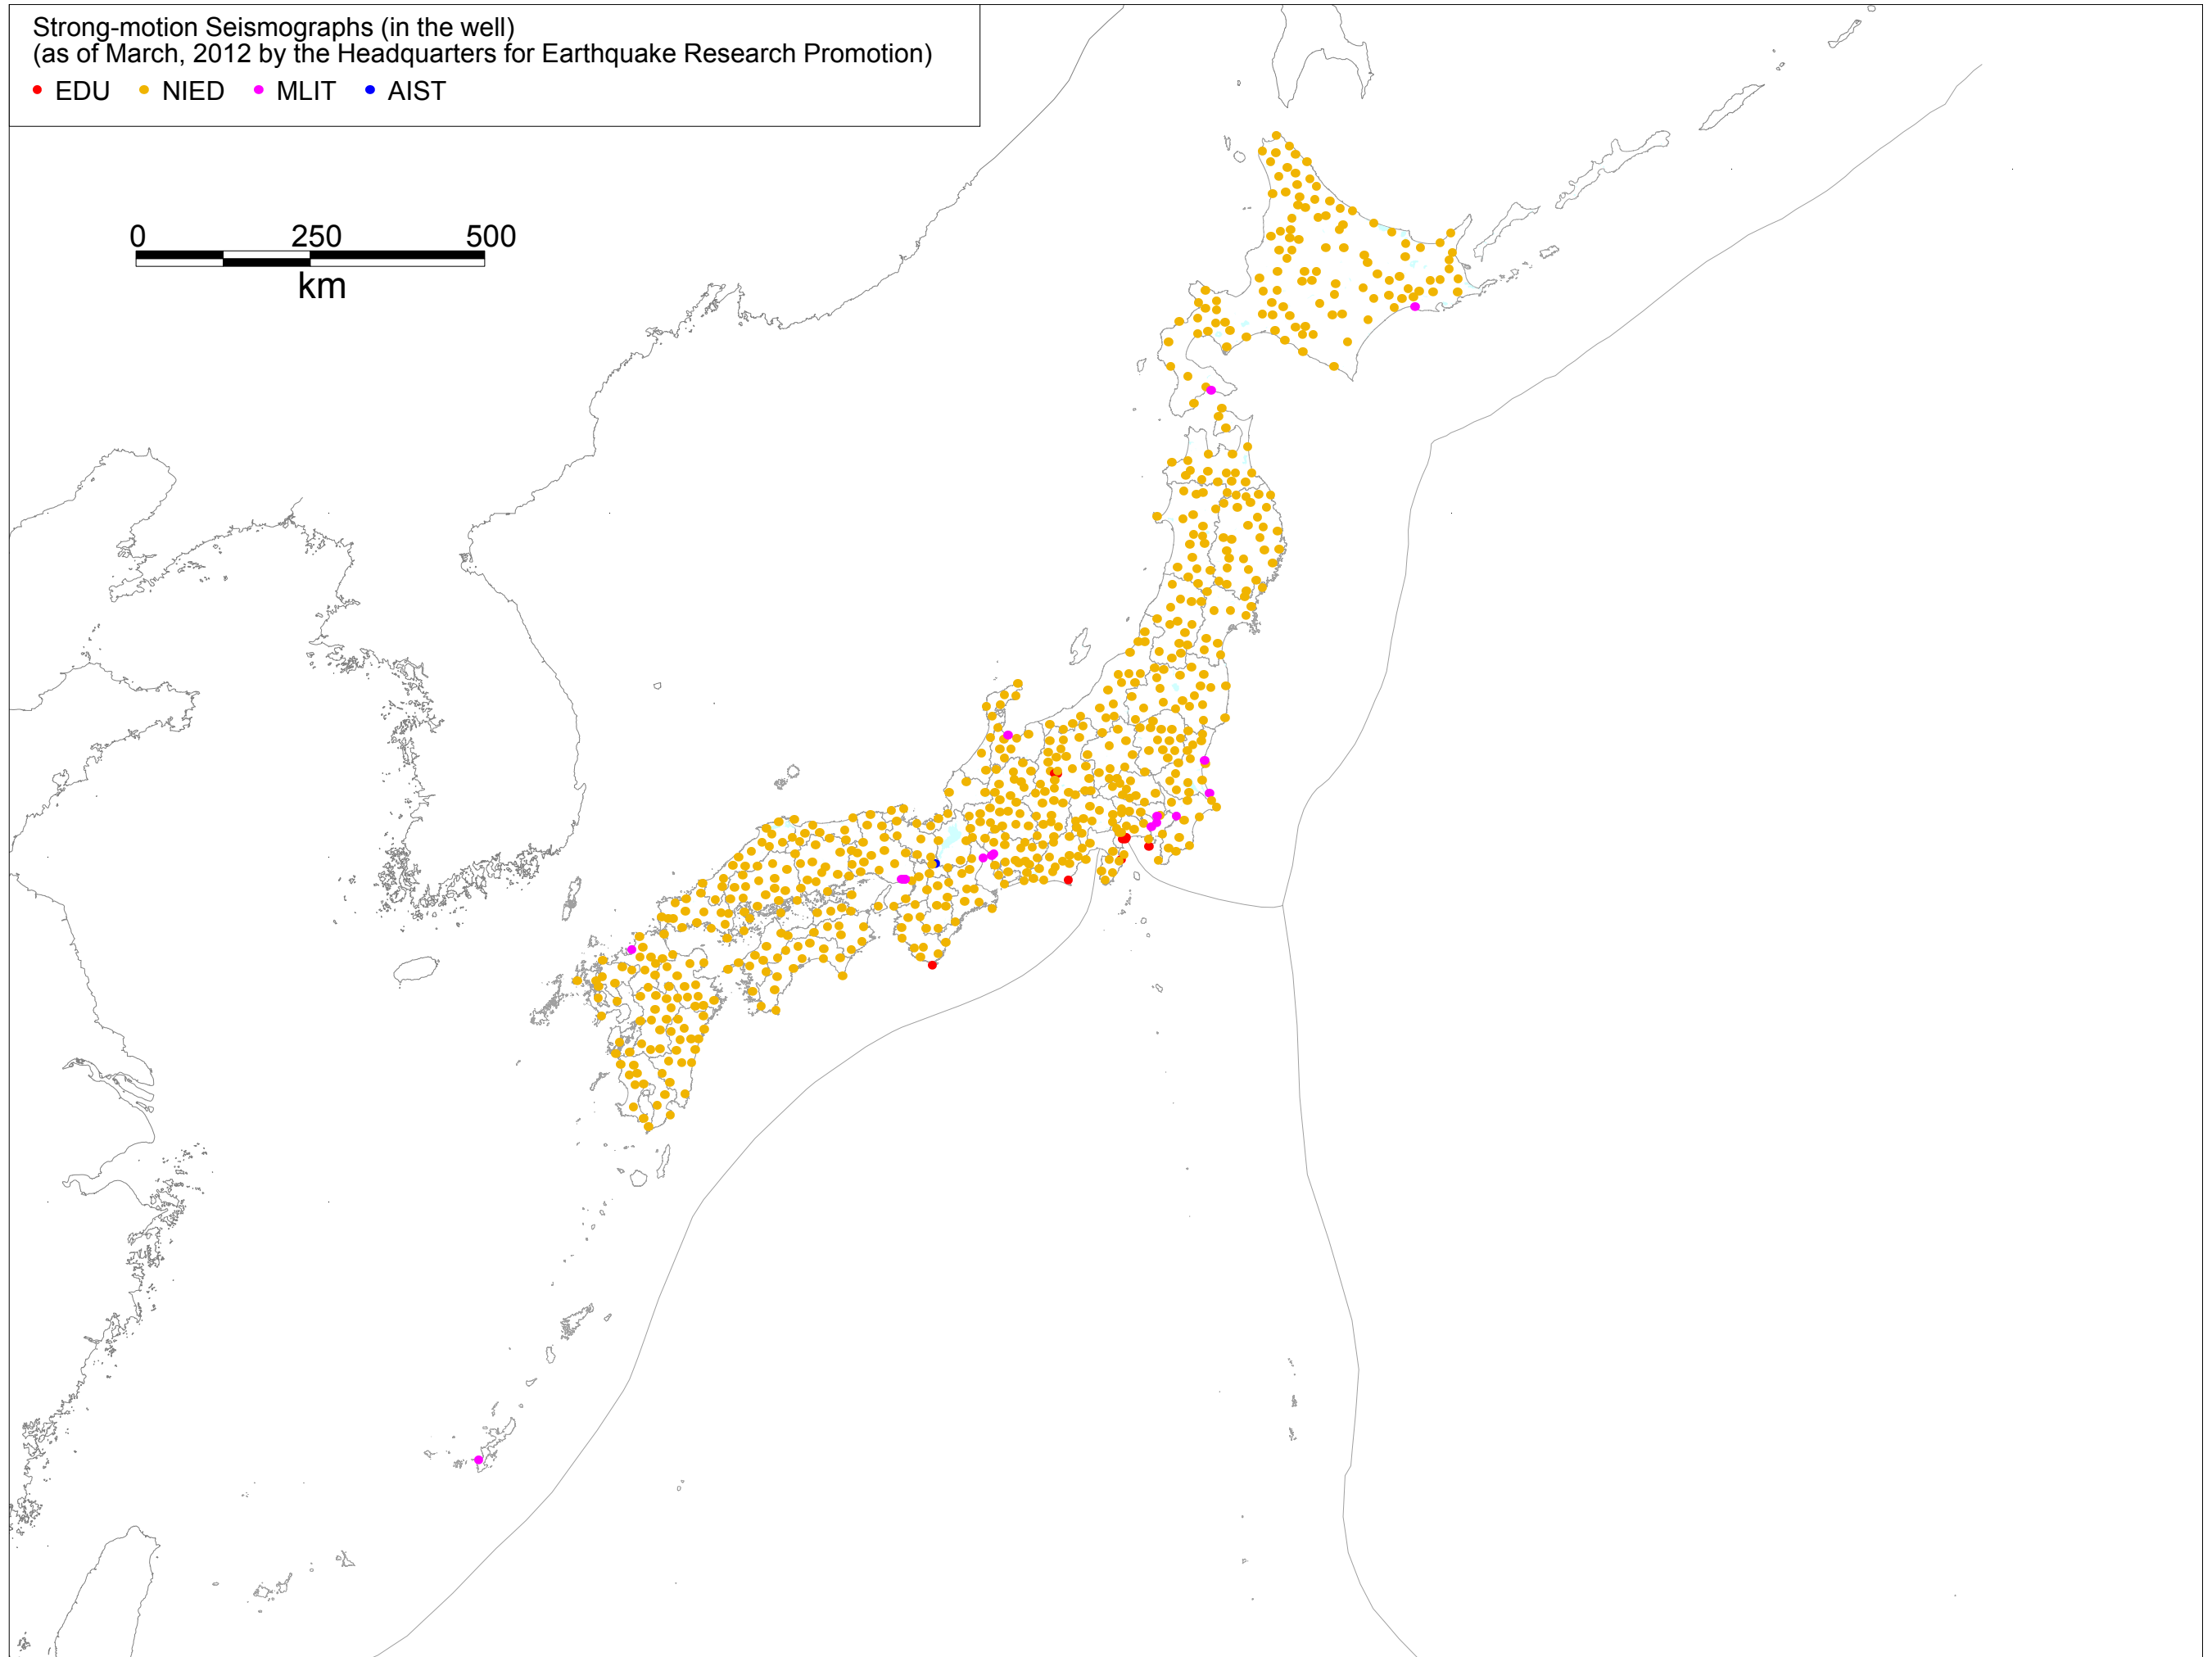 Strong-motion Seismographs (in the well)
(as of March, 2012 by the Headquarters for Earthquake Research Promotion)
EDU NIED MLIT AIST
0 250 500
km